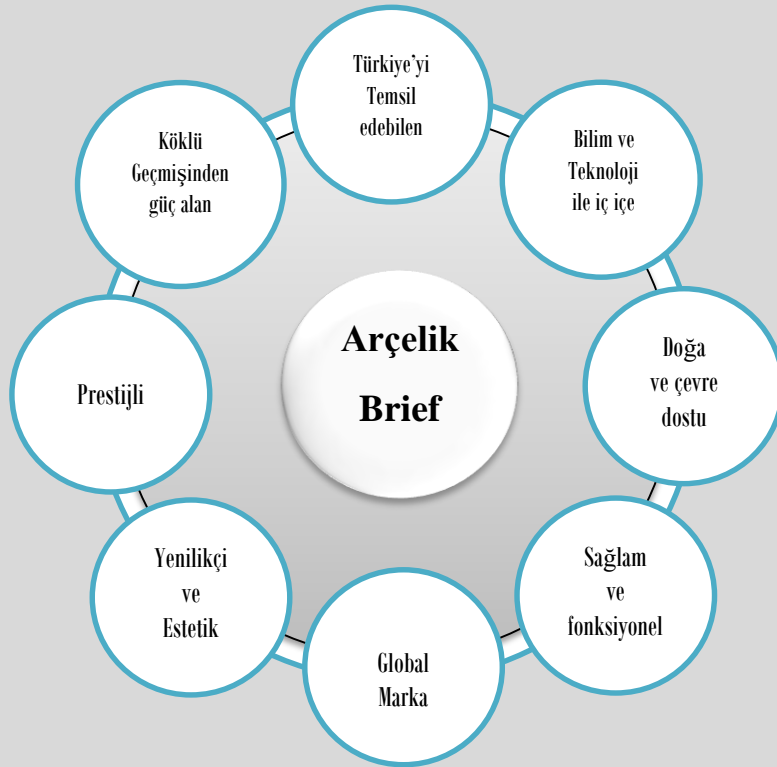 Türkiye'yi
Temsil
edebilen
Bilim ve
Teknoloji
ile iç içe
Doğa
ve çevre
dostu
Sağlam
ve
fonksiyonel
Global
Marka
Yenilikçi
ve
Estetik
Prestijli
Köklü
Geçmişinden
güç alan
Arçelik
Brief